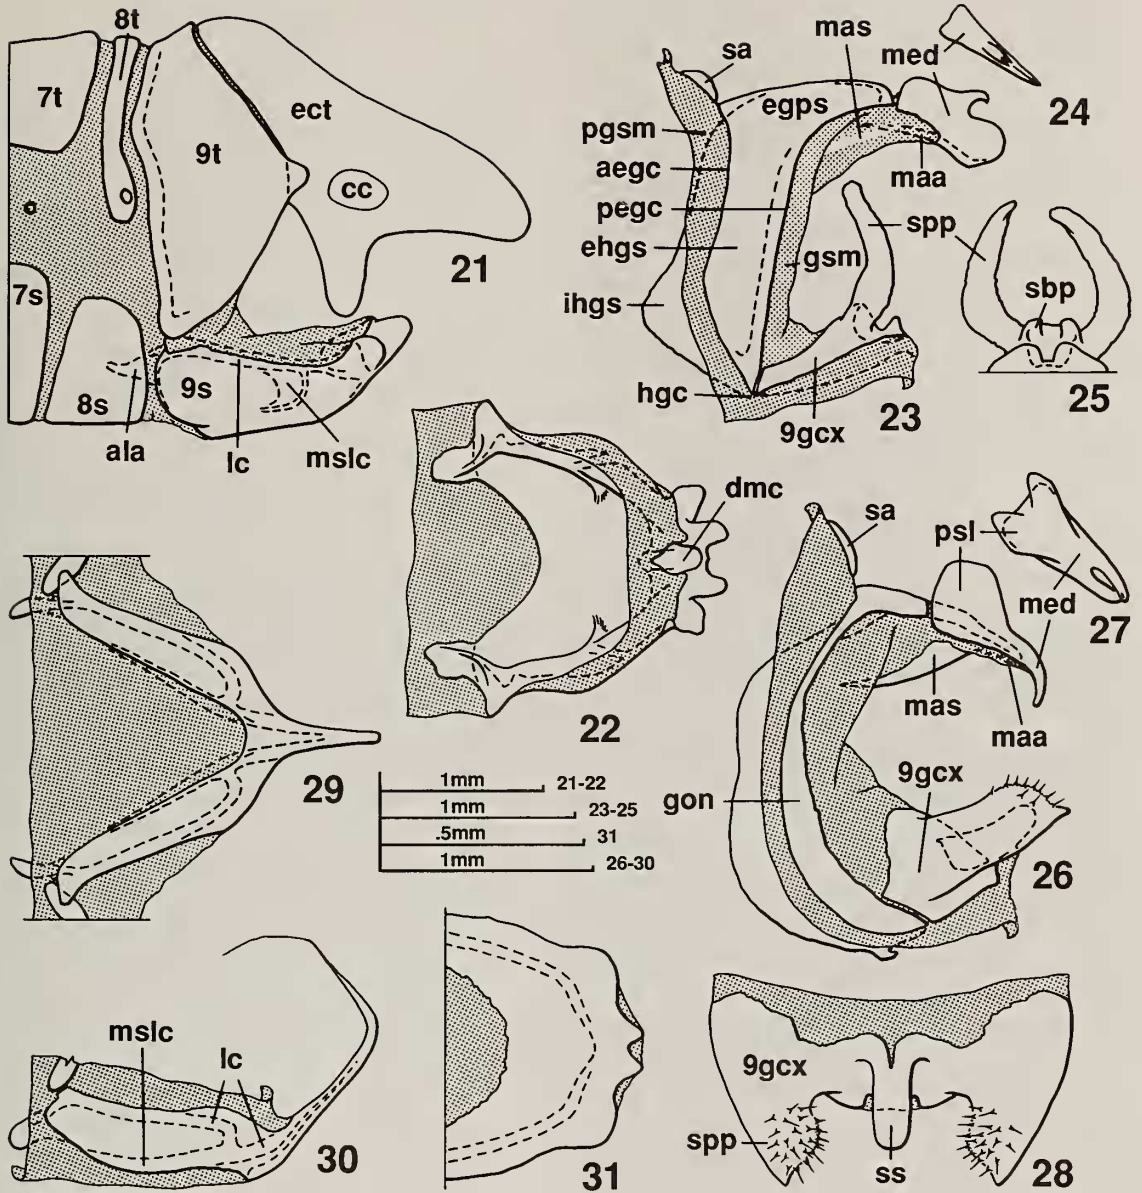 8t
7t
9t
ect
cc
21
7s
8s
9s
ala
lc
mslc
sa
mas
med
24
egps
pgsm
aegc
pegc
ehgs
ihgs
gsm
maa
spp
sbp
hgc
9gcx
23
25
dmc
22
29
1mm 21-22
1mm 23-25
.5mm 31
1mm 26-30
sa
psl
med
27
mas
maa
gon
9gcx
26
mslc
lc
30
31
9gcx
spp
ss
28